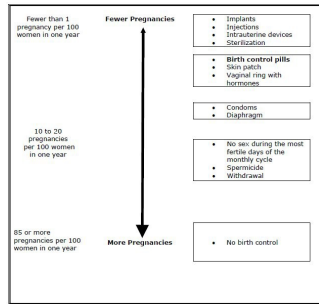 Fewer than 1
pregnancy per 100
women in one year
Fewer Pregnancies
• Implants
• Injections
• Intrauterine devices
• Sterilization
• Birth control pills
• Skin patch
• Vaginal ring with
hormones
• Condoms
• Diaphragm
10 to 20
pregnancies
per 100 women
in one year
• No sex during the most
fertile days of the
monthly cycle
• Spermicide
• Withdrawal
85 or more
pregnancies per 100
women in one year
More Pregnancies
• No birth control